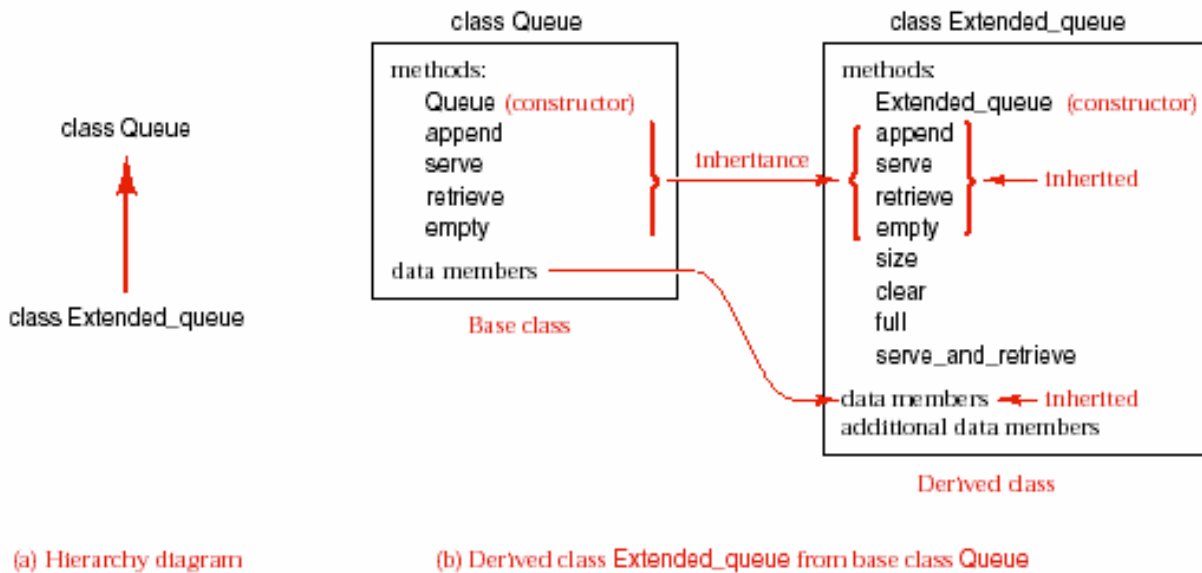 class Queue
class Extended_queue
(a) Hierarchy diagram
class Queue
methods:
Queue (constructor)
append
serve
retrieve
empty
data members
Base class
inheritance
class Extended_queue
methods:
Extended_queue (constructor)
append
serve
retrieve
empty
inherited
size
clear
full
serve_and_retrieve
data members inherited
additional data members
Derived class
(b) Derived class Extended_queue from base class Queue